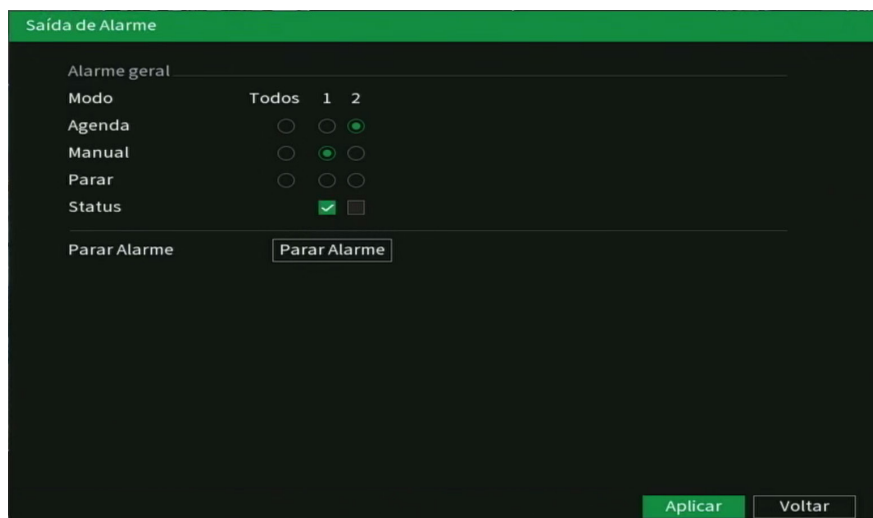 Saída de Alarme
Alarme geral
Modo Todos 1 2
Agenda
Manual
Parar
Status
Parar Alarme Parar Alarme
Aplicar Voltar